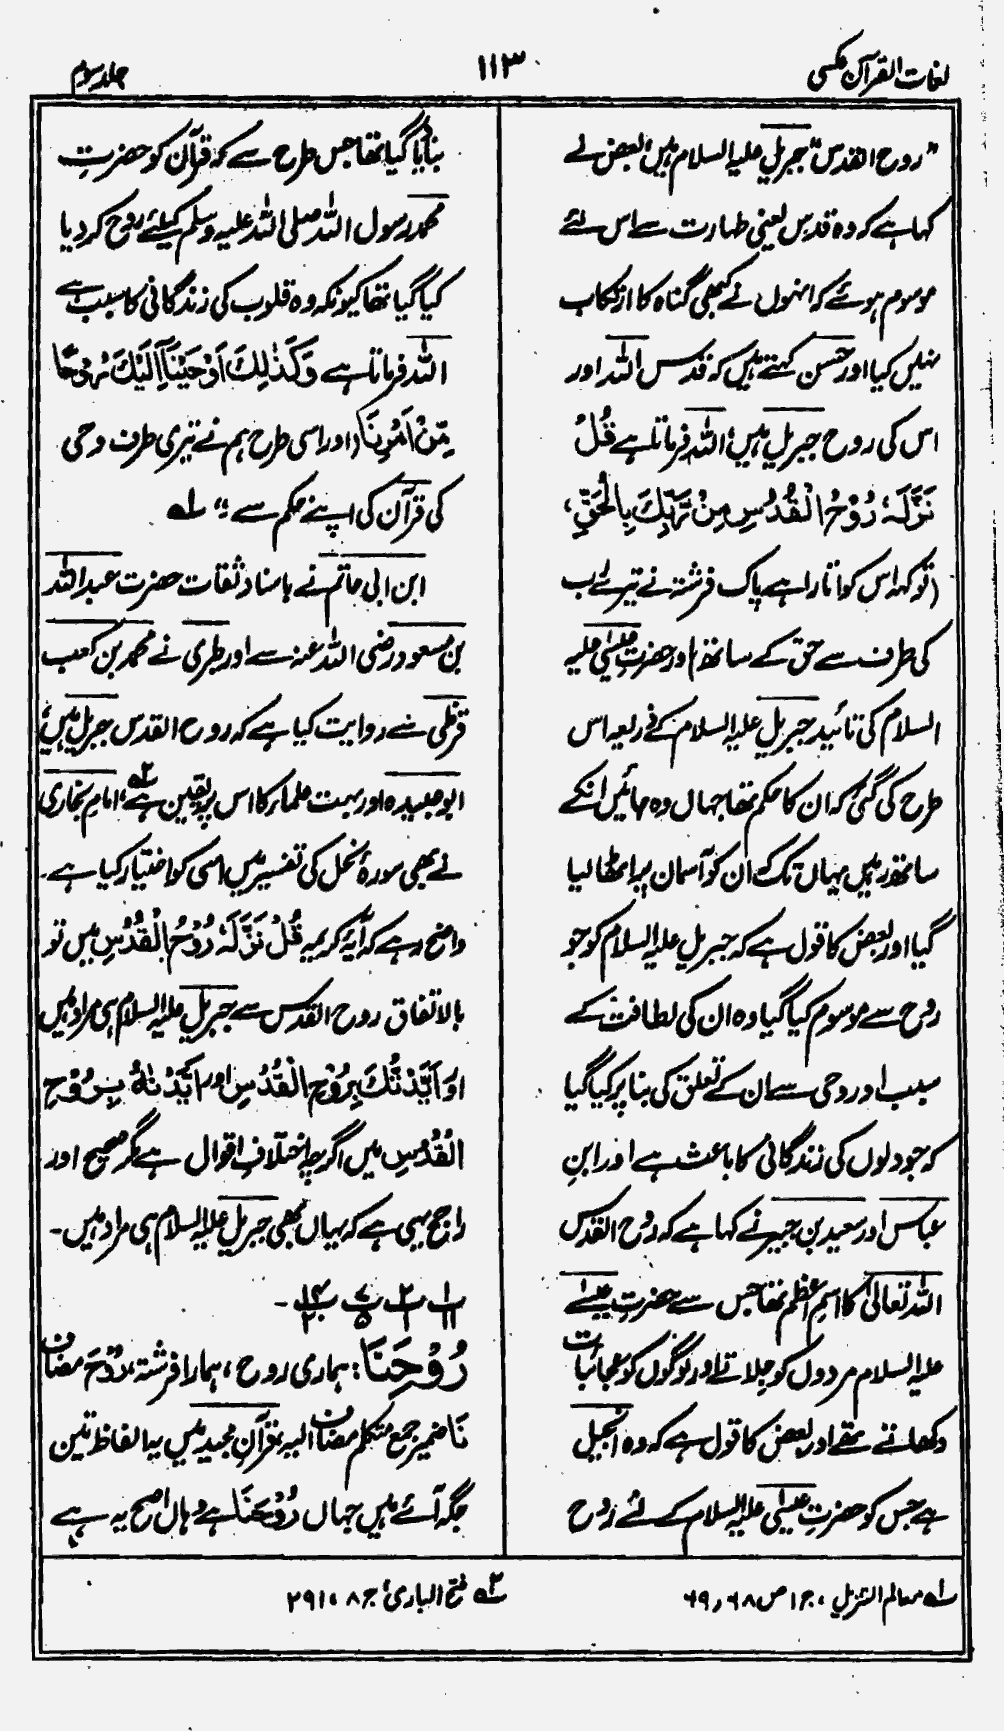 لغات القرآن عکسی
۱۱۳
جلد سوم
"روح القدس" جبریل علیہ السلام ہیں، بعض نے
کہا ہے کہ وہ قدس یعنی طہارت سے اس لئے
موسوم ہوئے کہ انہوں نے کبھی گناہ کا ارتکاب
نہیں کیا اور حسن کہتے ہیں کہ قدس اللہ اور
اس کی روح جبریل ہیں، اللہ فرماتا ہے قُلْ
نَزَّلَہٗ رُوْحُ الْقُدُسِ مِنْ رَّبِّکَ بِالْحَقِّ،
(تو کہہ اس کو اتارا ہے پاک فرشتہ نے تیرے رب
کی طرف سے حق کے ساتھ) اور حضرت عیسٰی علیہ
السلام کی تائید جبریل علیہ السلام کے ذریعہ اس
طرح کی گئی کہ ان کا حکم تھا جہاں وہ جائیں انکے
ساتھ رہیں یہاں تک ان کو آسمان پر اٹھا لیا
گیا اور بعض کا قول ہے کہ جبریل علیہ السلام کو جو
روح سے موسوم کیا گیا وہ ان کی لطافت کے
سبب اور وحی سے ان کے تعلق کی بنا پر کیا گیا
کہ جو دلوں کی زندگانی کا باعث ہے اور ابن
عباس اور سعید بن جبیر نے کہا ہے کہ روح القدس
اللہ تعالٰی کا اسم اعظم تھا جس سے حضرت عیسٰے
علیہ السلام مردوں کو جلاتے اور لوگوں کو عجائبات
دکھلاتے تھے اور بعض کا قول ہے کہ وہ انجیل
ہے جس کو حضرت عیسٰی علیہ السلام کے لئے روح
بنایا گیا تھا جس طرح سے کہ قرآن کو حضرتِ
محمد رسول اللہ صلی اللہ علیہ وسلم کیلئے روح کر دیا
کیا گیا تھا کیونکہ وہ قلوب کی زندگانی کا سبب ہے
اللہ فرماتا ہے وَکَذٰلِکَ اَوْحَیْنَآ اِلَیْکَ رُوْحًا
مِّنْ اَمْرِنَا (اور اسی طرح ہم نے تیری طرف وحی
کی قرآن کی اپنے حکم سے)" ۱ھ
ابن ابی حاتم نے باسناد ثقات حضرت عبداللہ
بن مسعود رضی اللہ عنہ سے اور طبری نے محمد بن کعب
قرظی سے روایت کیا ہے کہ روح القدس جبریل ہیں،
ابو عبیدہ اور بہت علماء کا اس پر یقین ہے، ۲ھ امام بخاری
نے بھی سورۂ نحل کی تفسیر میں اسی کو اختیار کیا ہے۔
واضح رہے کہ آیۂ کریمہ قُلْ نَزَّلَہٗ رُوْحُ الْقُدُسِ میں تو
بالاتفاق روح القدس سے جبریل علیہ السلام ہی مراد ہیں
اور اَیَّدْتُّکَ بِرُوْحِ الْقُدُسِ اور اَیَّدْنٰہُ بِرُوْحِ
الْقُدُسِ میں اگرچہ اختلافِ اقوال ہے مگر صحیح اور
راجح یہی ہے کہ یہاں بھی جبریل علیہ السلام ہی مراد ہیں۔
رُوْحَنَا: ہماری روح، ہمارا فرشتہ، رُوْحَ مضاف
نَا ضمیر جمع متکلم مضاف الیہ، قرآن مجید میں یہ الفاظ تین
جگہ آئے ہیں جہاں رُوْحَنَا ہے وہاں اصح یہ ہے
۱ھ معالم التنزیل، ج۱ ص ۶۸، ۶۹
۲ھ فتح الباری، ج۸، ۲۹۱